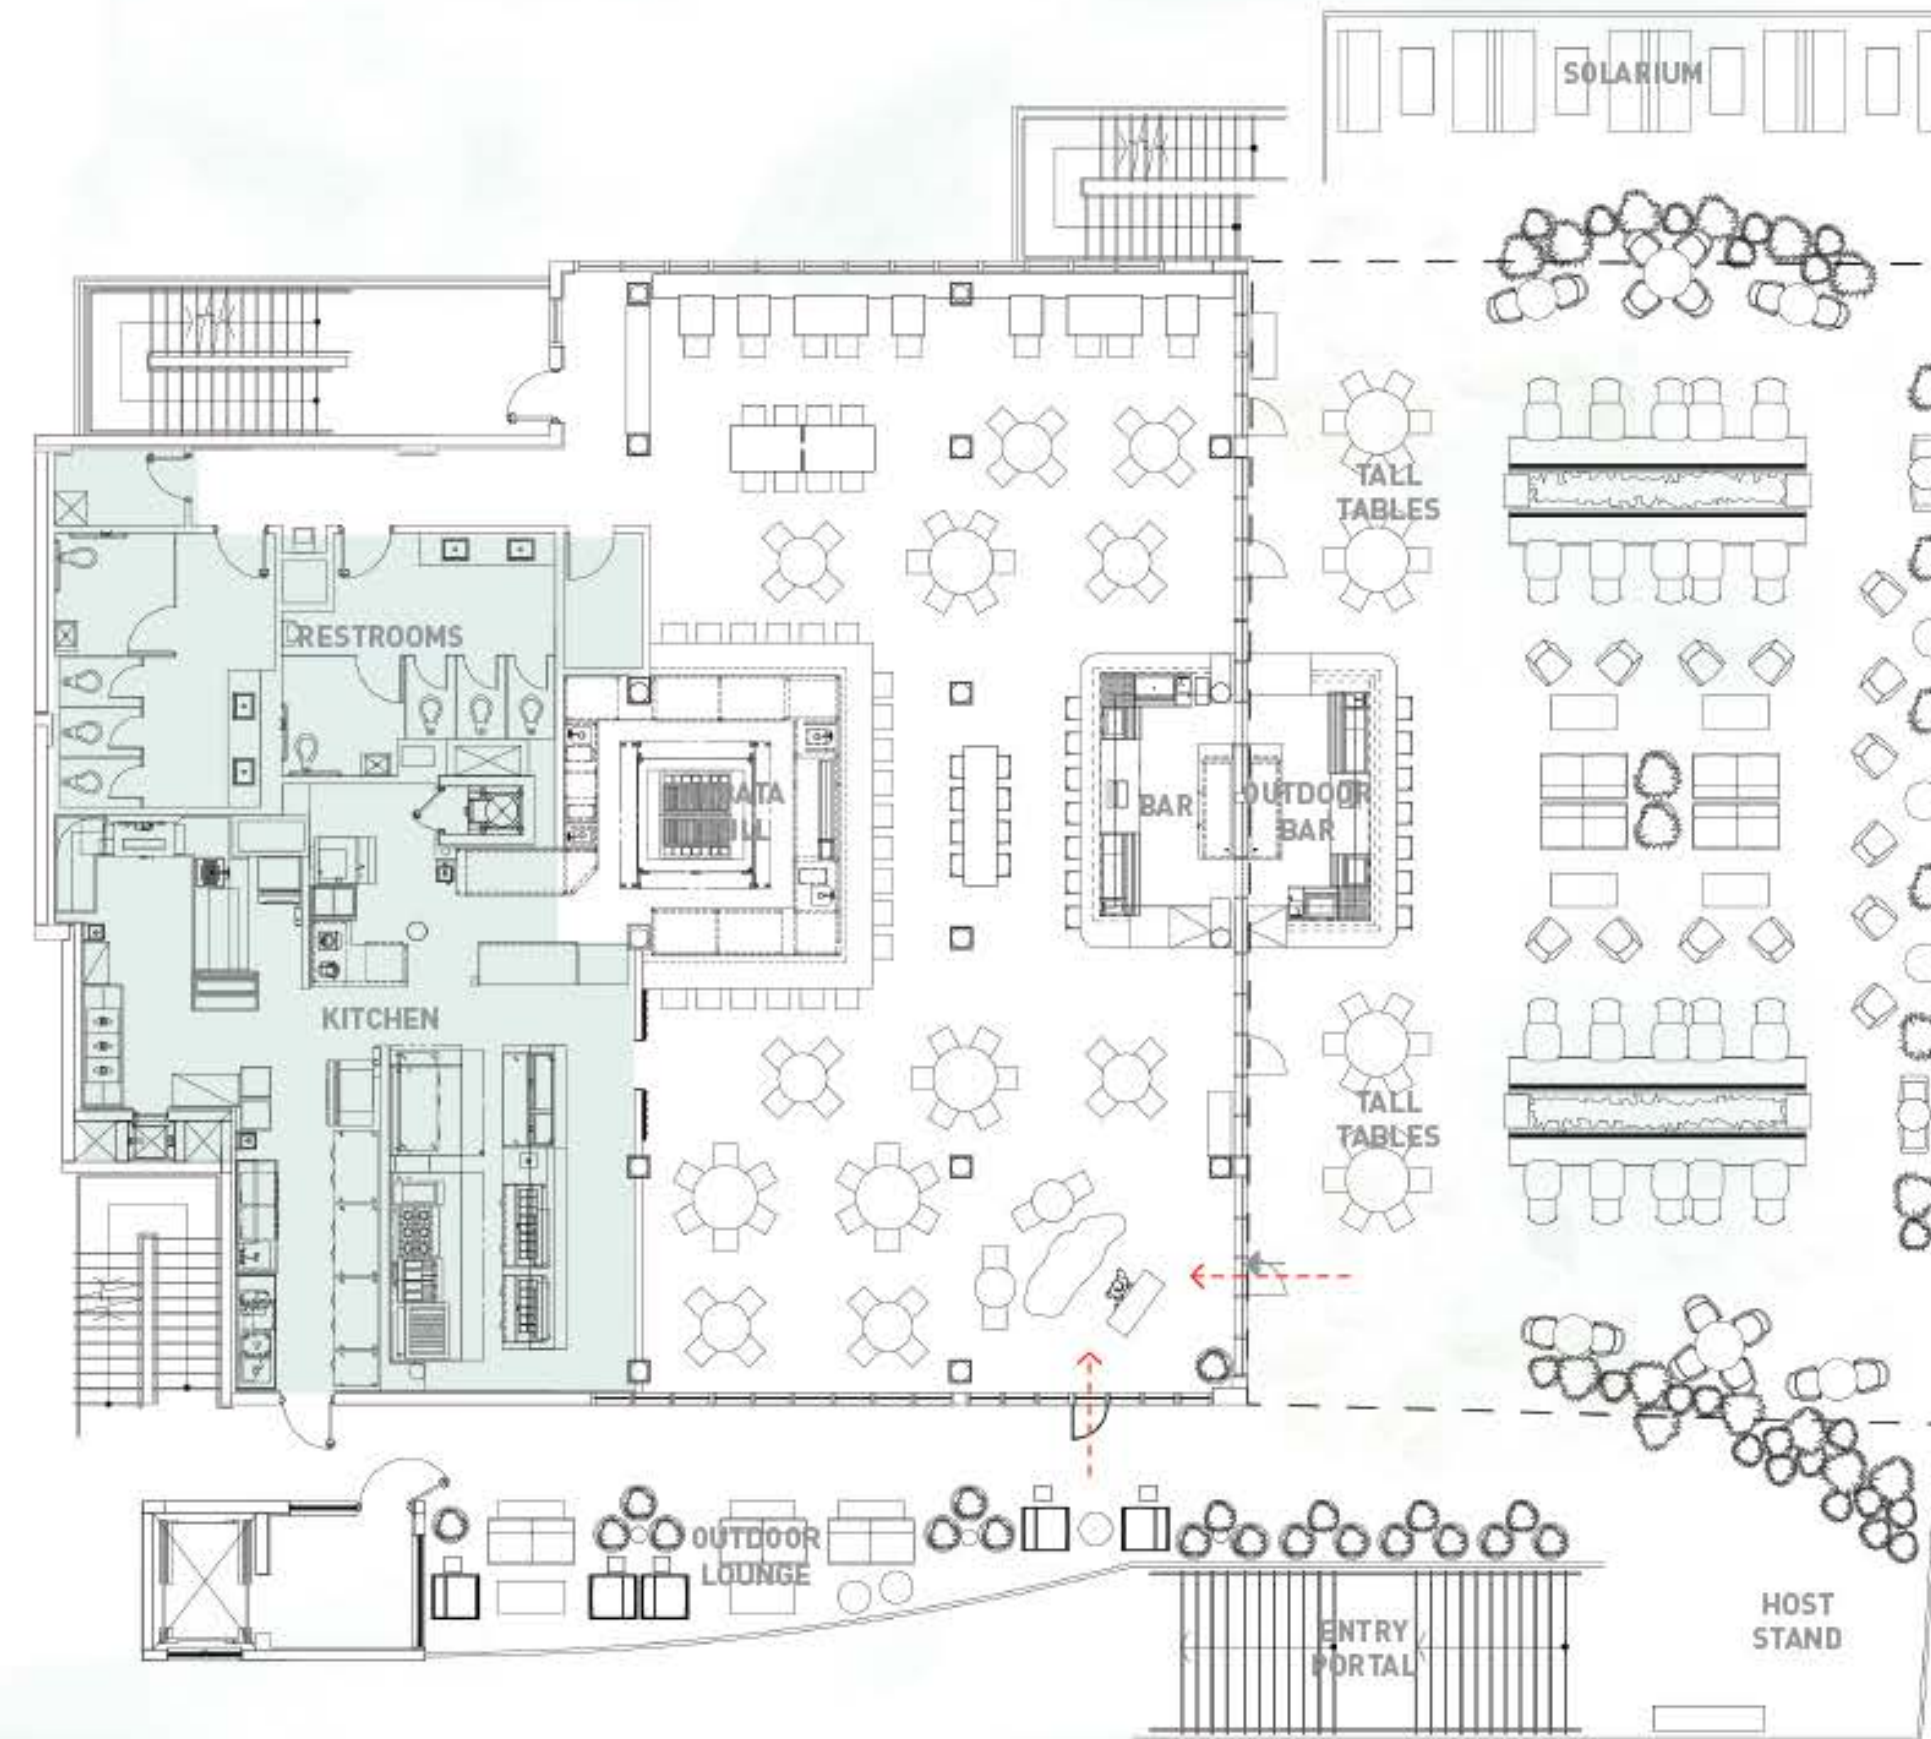 SOLARIUM
TALL
TABLES
RESTROOMS
BAR
OUTDOOR
BAR
KITCHEN
TALL
TABLES
OUTDOOR
LOUNGE
ENTRY
PORTAL
HOST
STAND